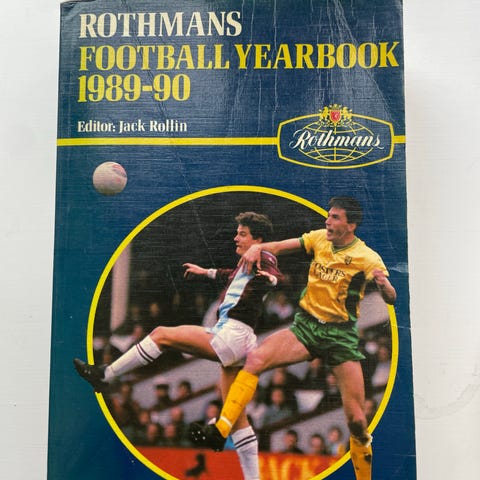 ROTHMANS
FOOTBALL YEARBOOK
1989-90
Editor: Jack Rollin
Rothmans